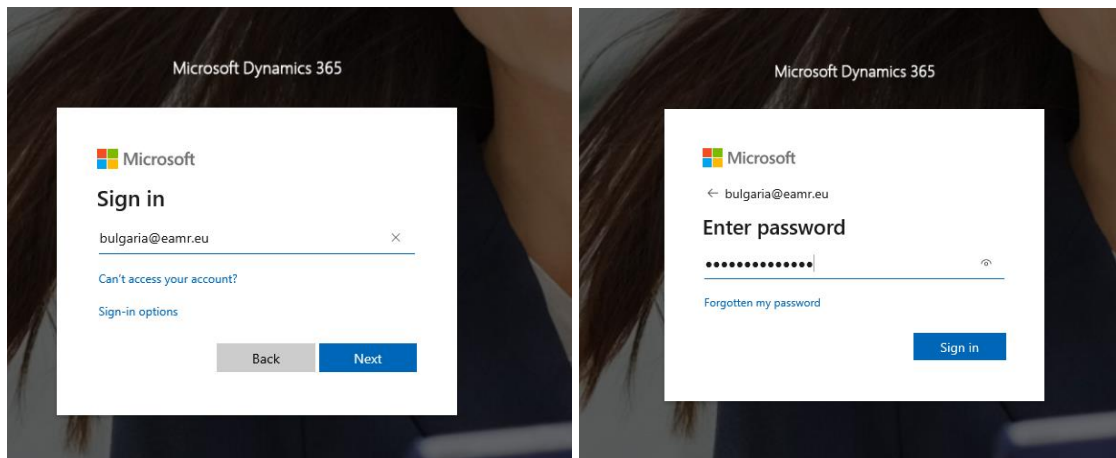 Microsoft Dynamics 365
Microsoft
Sign in
bulgaria@eamr.eu
Can't access your account?
Sign-in options
Back Next
Microsoft Dynamics 365
Microsoft
bulgaria@eamr.eu
Enter password
••••••••••••••
Forgotten my password
Sign in